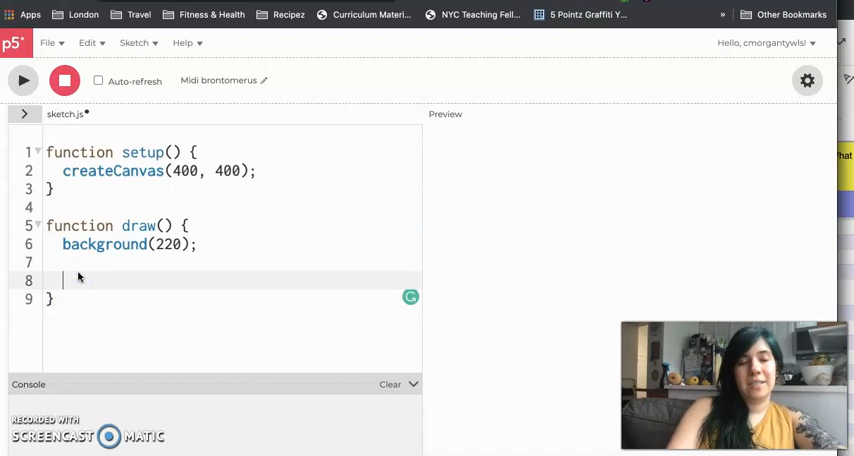 Apps London Travel Fitness & Health Recipez Curriculum Materi... NYC Teaching Fell... 5 Pointz Graffiti Y... » Other Bookmarks
p5* File Edit Sketch Help Hello, cmorgantywls!
Auto-refresh Midi brontomerus
> sketch.js Preview
1 function setup() {
2 createCanvas(400, 400);
3 }
4
5 function draw() {
6 background(220);
7
8
9 }
Console Clear
RECORDED WITH
SCREENCAST MATIC